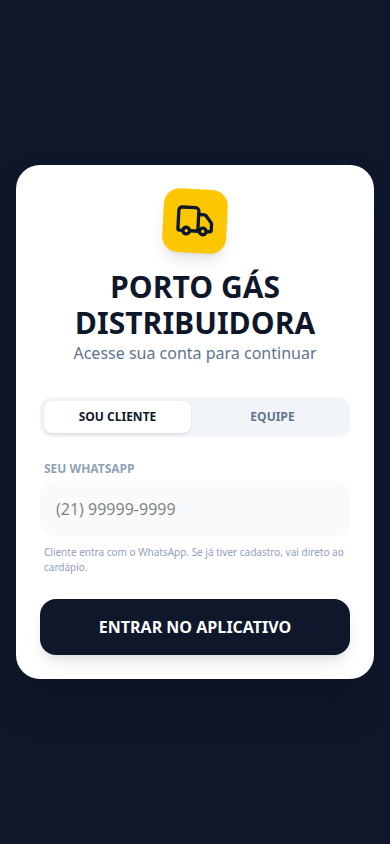 PORTO GÁS
DISTRIBUIDORA
Acesse sua conta para continuar
SOU CLIENTE
EQUIPE
SEU WHATSAPP
(21) 99999-9999
Cliente entra com o WhatsApp. Se já tiver cadastro, vai direto ao
cardápio.
ENTRAR NO APLICATIVO